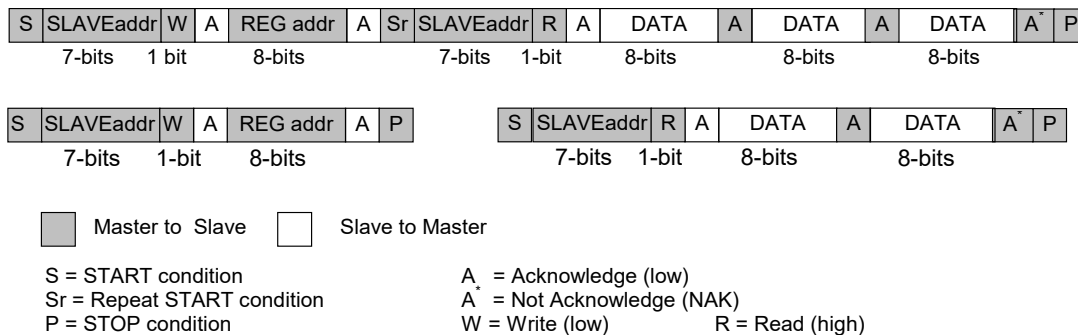 S SLAVEaddr W A REG addr A Sr SLAVEaddr R A DATA A DATA A DATA A* P
7-bits 1 bit 8-bits 7-bits 1-bit 8-bits 8-bits 8-bits
S SLAVEaddr W A REG addr A P S SLAVEaddr R A DATA A DATA A* P
7-bits 1-bit 8-bits 7-bits 1-bit 8-bits 8-bits
Master to Slave Slave to Master
S = START condition A = Acknowledge (low)
Sr = Repeat START condition A* = Not Acknowledge (NAK)
P = STOP condition W = Write (low) R = Read (high)